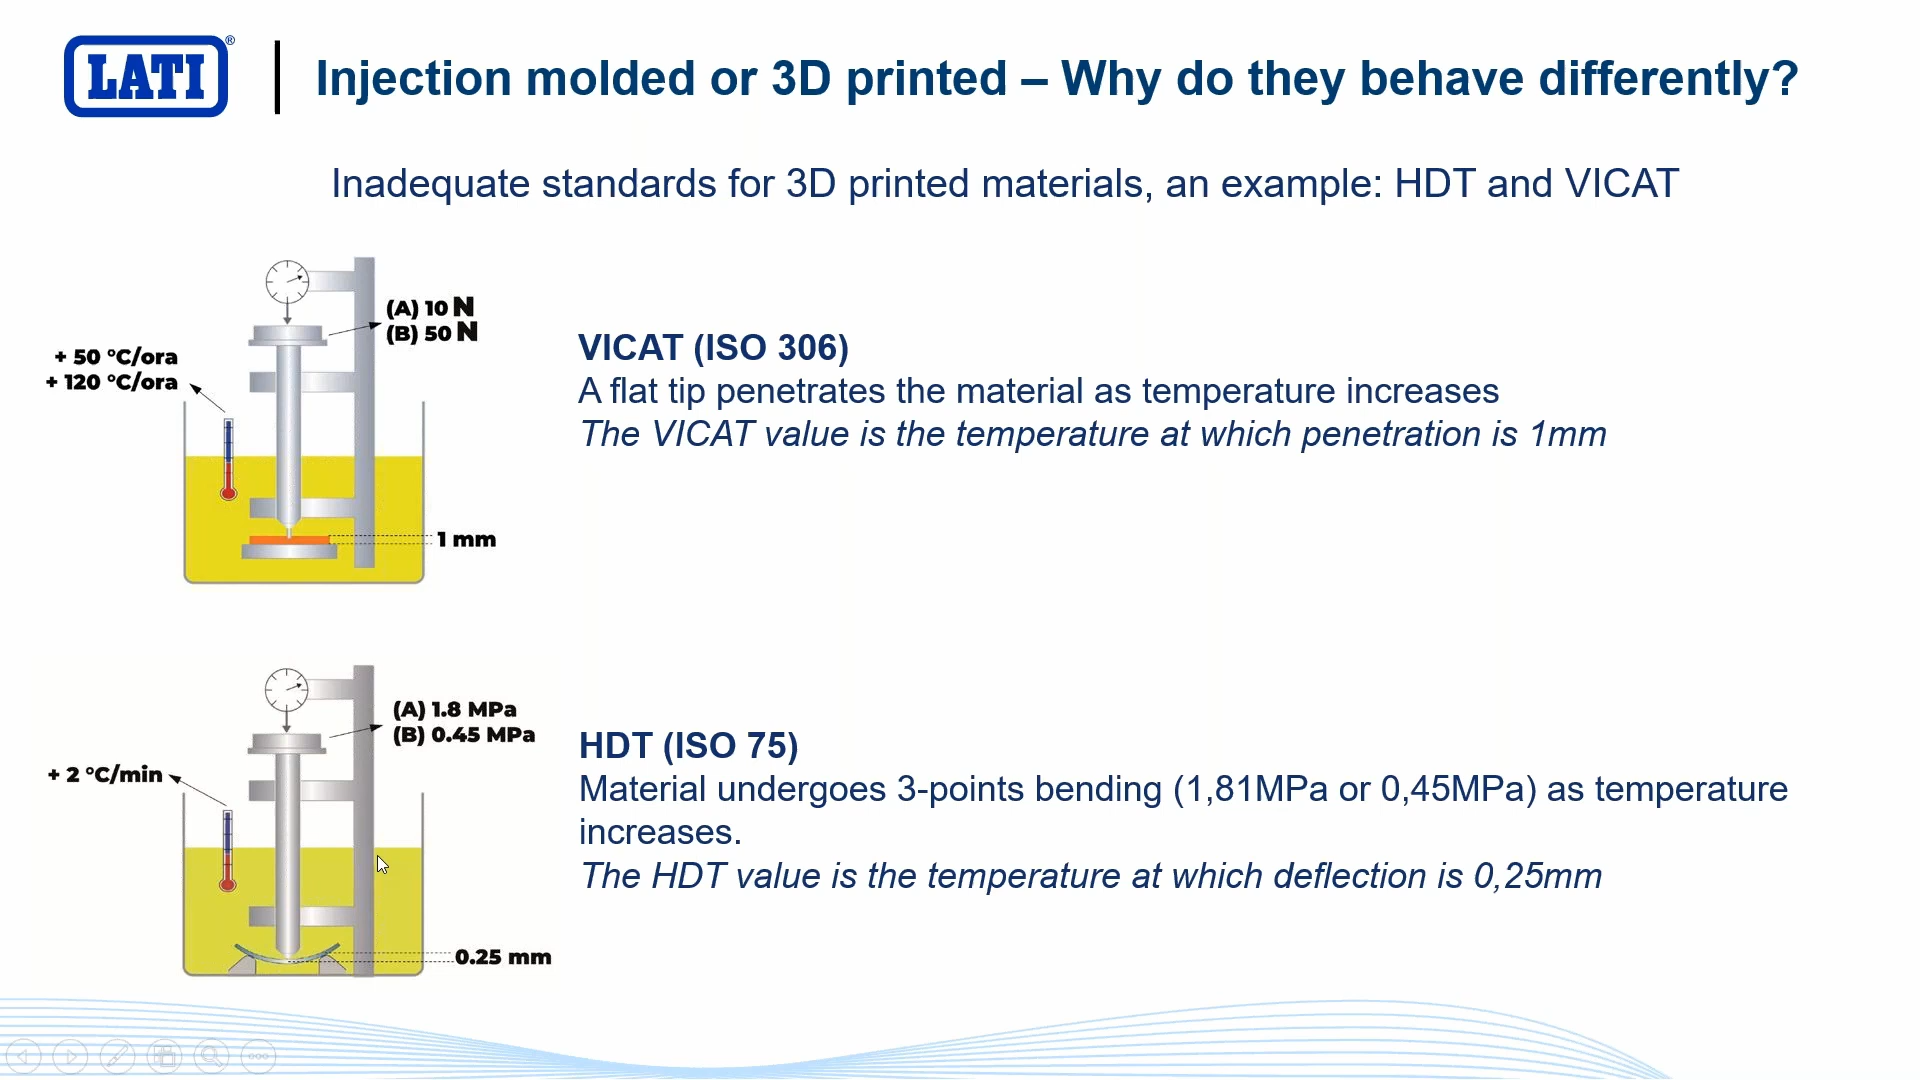 LATI®
Injection molded or 3D printed – Why do they behave differently?
Inadequate standards for 3D printed materials, an example: HDT and VICAT
(A) 10 N
(B) 50 N
+ 50 °C/ora
+ 120 °C/ora
1 mm
VICAT (ISO 306)
A flat tip penetrates the material as temperature increases
The VICAT value is the temperature at which penetration is 1mm
(A) 1.8 MPa
(B) 0.45 MPa
+ 2 °C/min
0.25 mm
HDT (ISO 75)
Material undergoes 3-points bending (1,81MPa or 0,45MPa) as temperature
increases.
The HDT value is the temperature at which deflection is 0,25mm